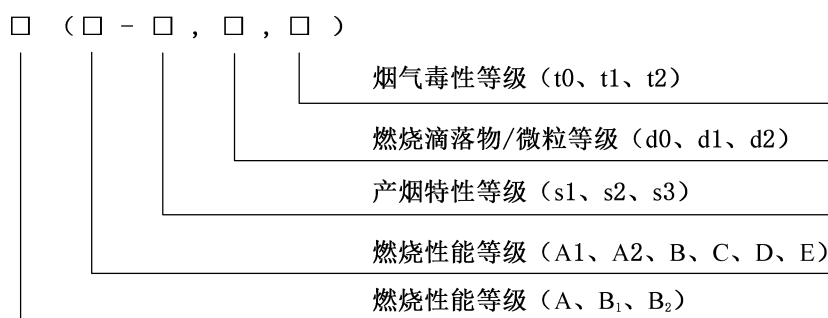 □（□-□,□,□）
烟气毒性等级（t0、t1、t2）
燃烧滴落物/微粒等级（d0、d1、d2）
产烟特性等级（s1、s2、s3）
燃烧性能等级（A1、A2、B、C、D、E）
燃烧性能等级（A、B₁、B₂）